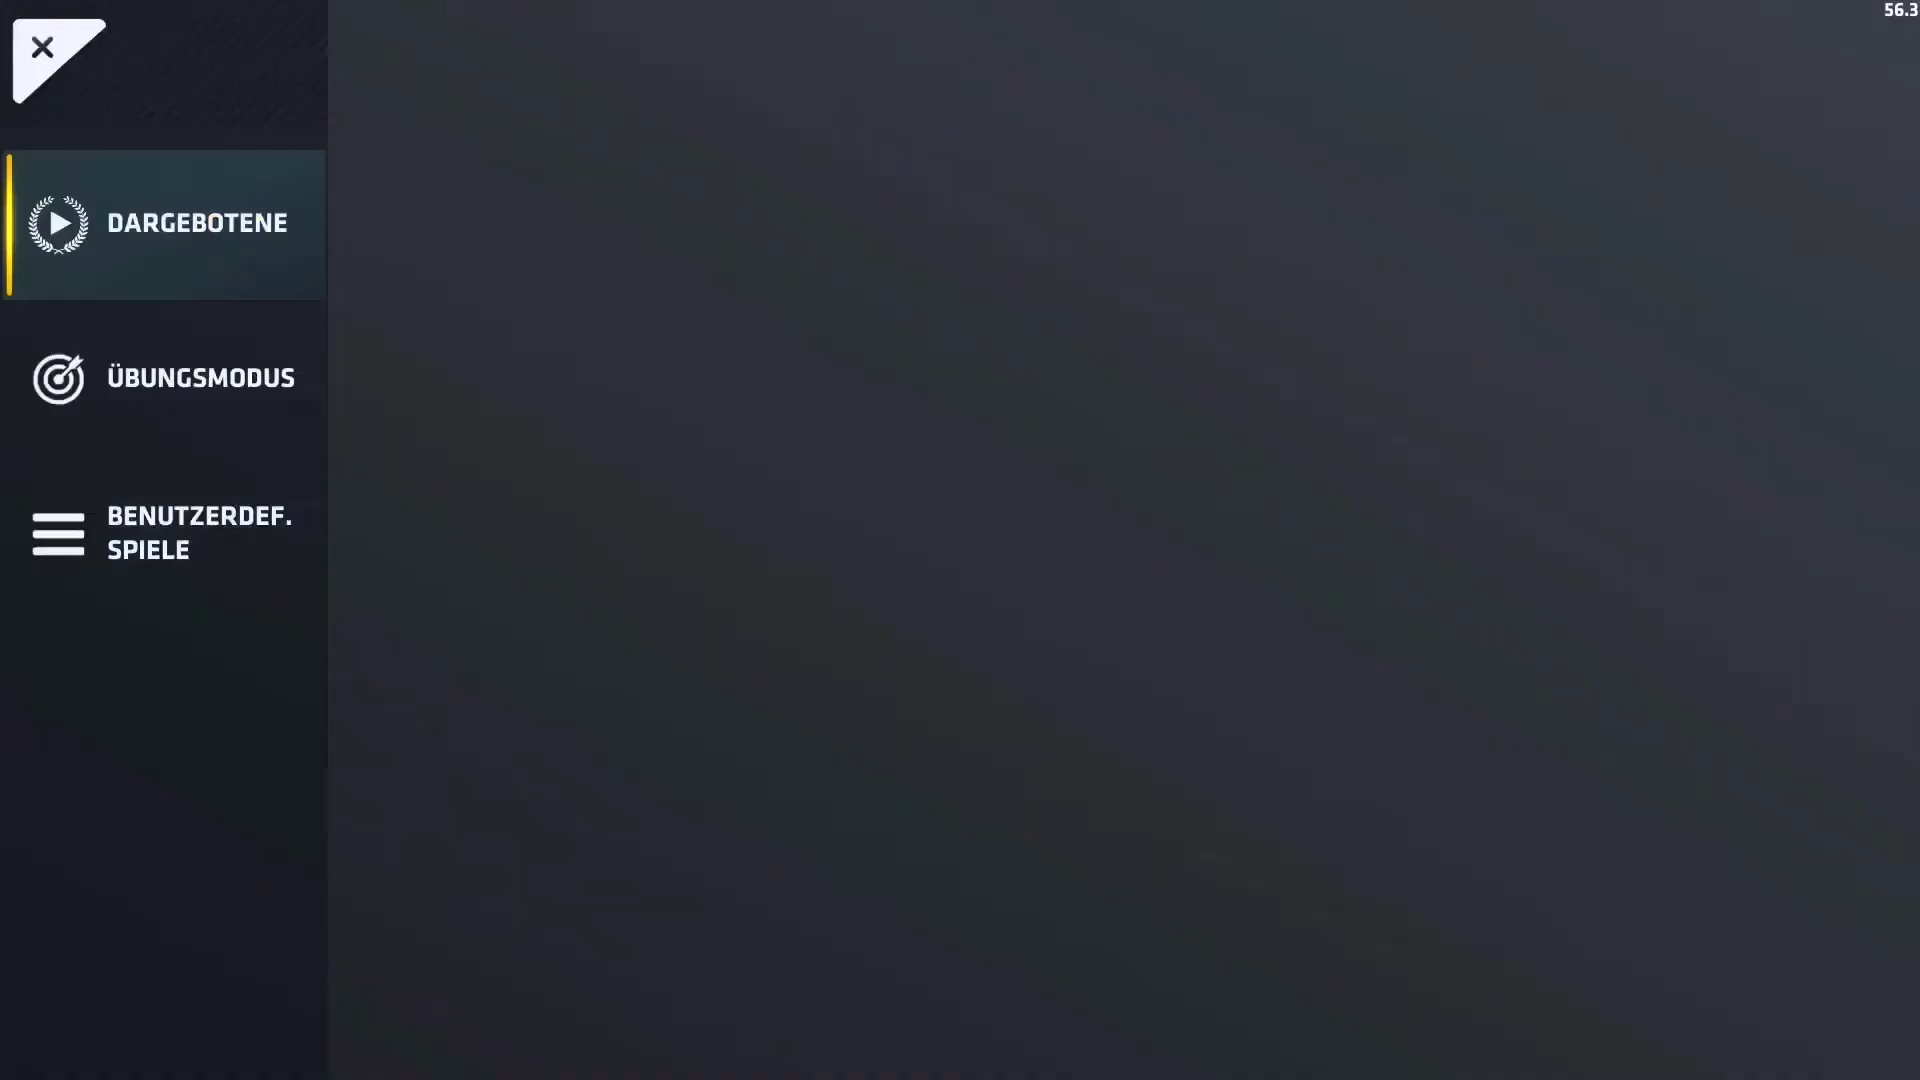 56.3
DARGEBOTENE
ÜBUNGSMODUS
BENUTZERDEF.
SPIELE